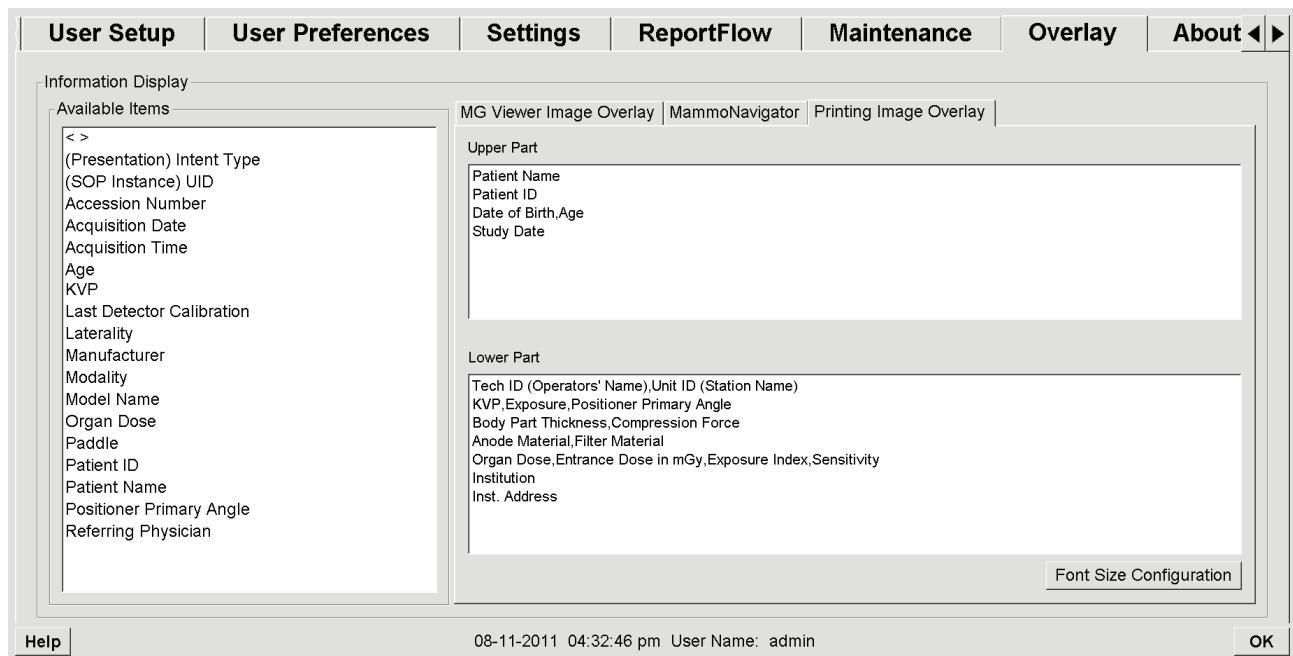 User Setup
User Preferences
Settings
ReportFlow
Maintenance
Overlay
About
Information Display
Available Items
< >
(Presentation) Intent Type
(SOP Instance) UID
Accession Number
Acquisition Date
Acquisition Time
Age
KVP
Last Detector Calibration
Laterality
Manufacturer
Modality
Model Name
Organ Dose
Paddle
Patient ID
Patient Name
Positioner Primary Angle
Referring Physician
MG Viewer Image Overlay
MammoNavigator
Printing Image Overlay
Upper Part
Patient Name
Patient ID
Date of Birth,Age
Study Date
Lower Part
Tech ID (Operators' Name),Unit ID (Station Name)
KVP,Exposure,Positioner Primary Angle
Body Part Thickness,Compression Force
Anode Material,Filter Material
Organ Dose,Entrance Dose in mGy,Exposure Index,Sensitivity
Institution
Inst. Address
Font Size Configuration
Help
08-11-2011 04:32:46 pm User Name: admin
OK